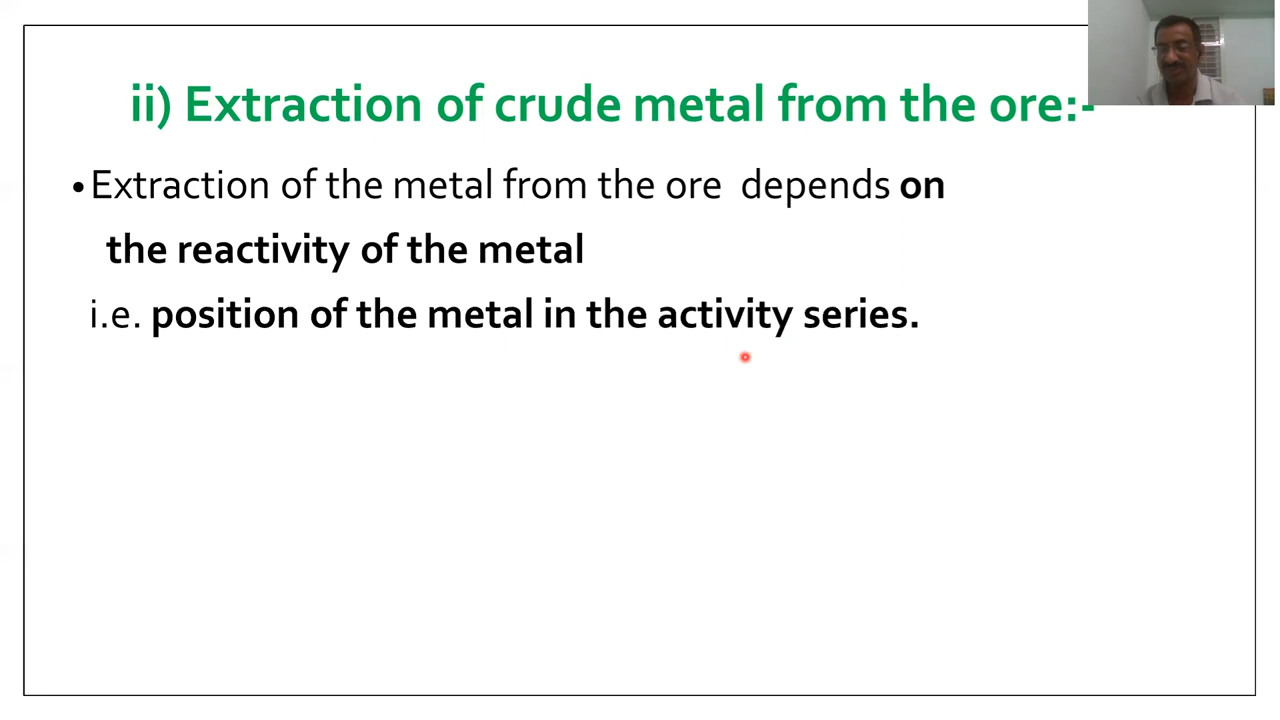 ii) Extraction of crude metal from the ore:-
•Extraction of the metal from the ore depends on
the reactivity of the metal
i.e. position of the metal in the activity series.